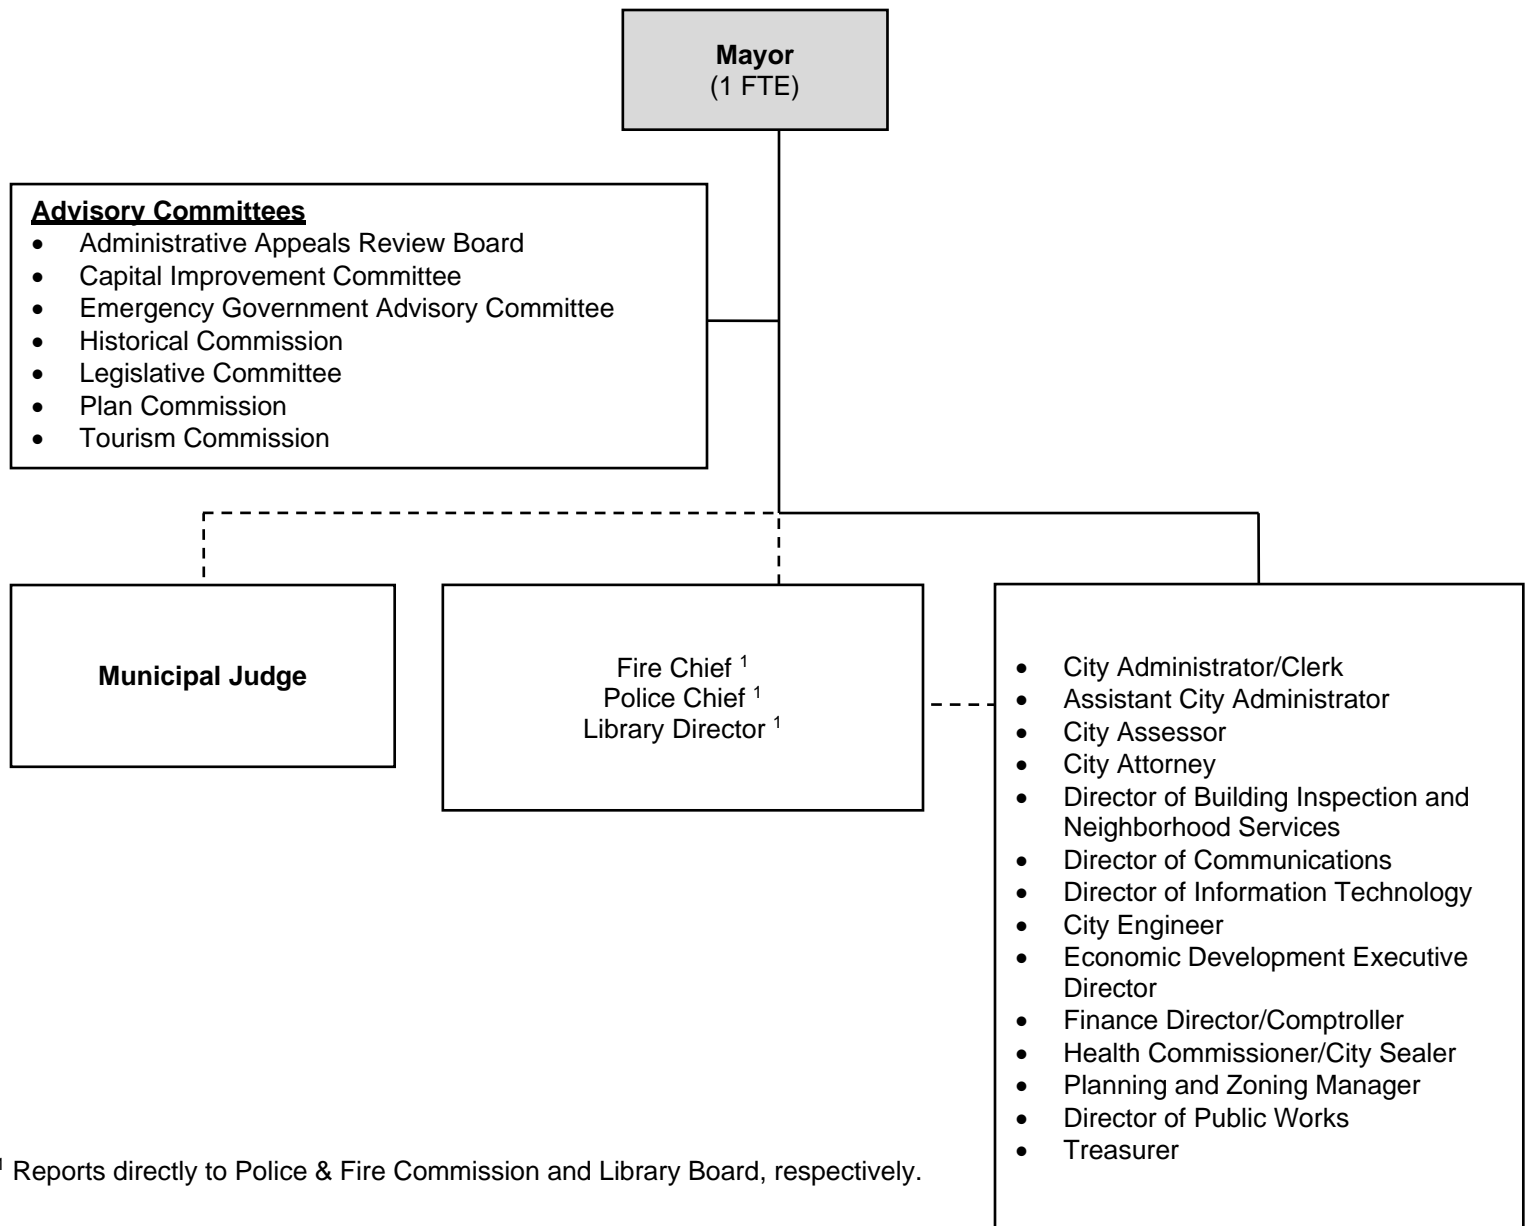 Mayor
(1 FTE)
Advisory Committees
• Administrative Appeals Review Board
• Capital Improvement Committee
• Emergency Government Advisory Committee
• Historical Commission
• Legislative Committee
• Plan Commission
• Tourism Commission
Municipal Judge
Fire Chief ¹
Police Chief ¹
Library Director ¹
• City Administrator/Clerk
• Assistant City Administrator
• City Assessor
• City Attorney
• Director of Building Inspection and
Neighborhood Services
• Director of Communications
• Director of Information Technology
• City Engineer
• Economic Development Executive
Director
• Finance Director/Comptroller
• Health Commissioner/City Sealer
• Planning and Zoning Manager
• Director of Public Works
• Treasurer
¹ Reports directly to Police & Fire Commission and Library Board, respectively.